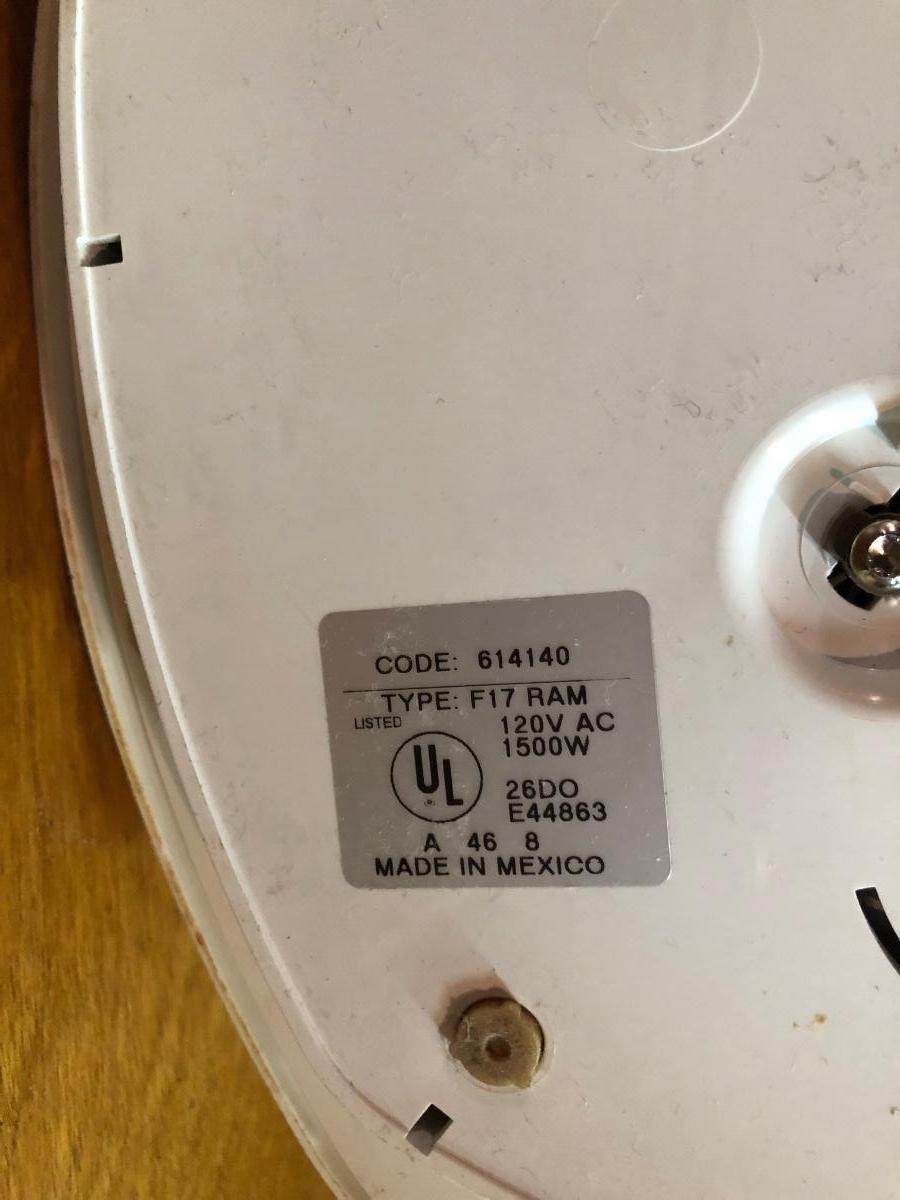 CODE: 614140
TYPE: F17 RAM
LISTED
120V AC
1500W
UL
®
26DO
E44863
A 46 8
MADE IN MEXICO